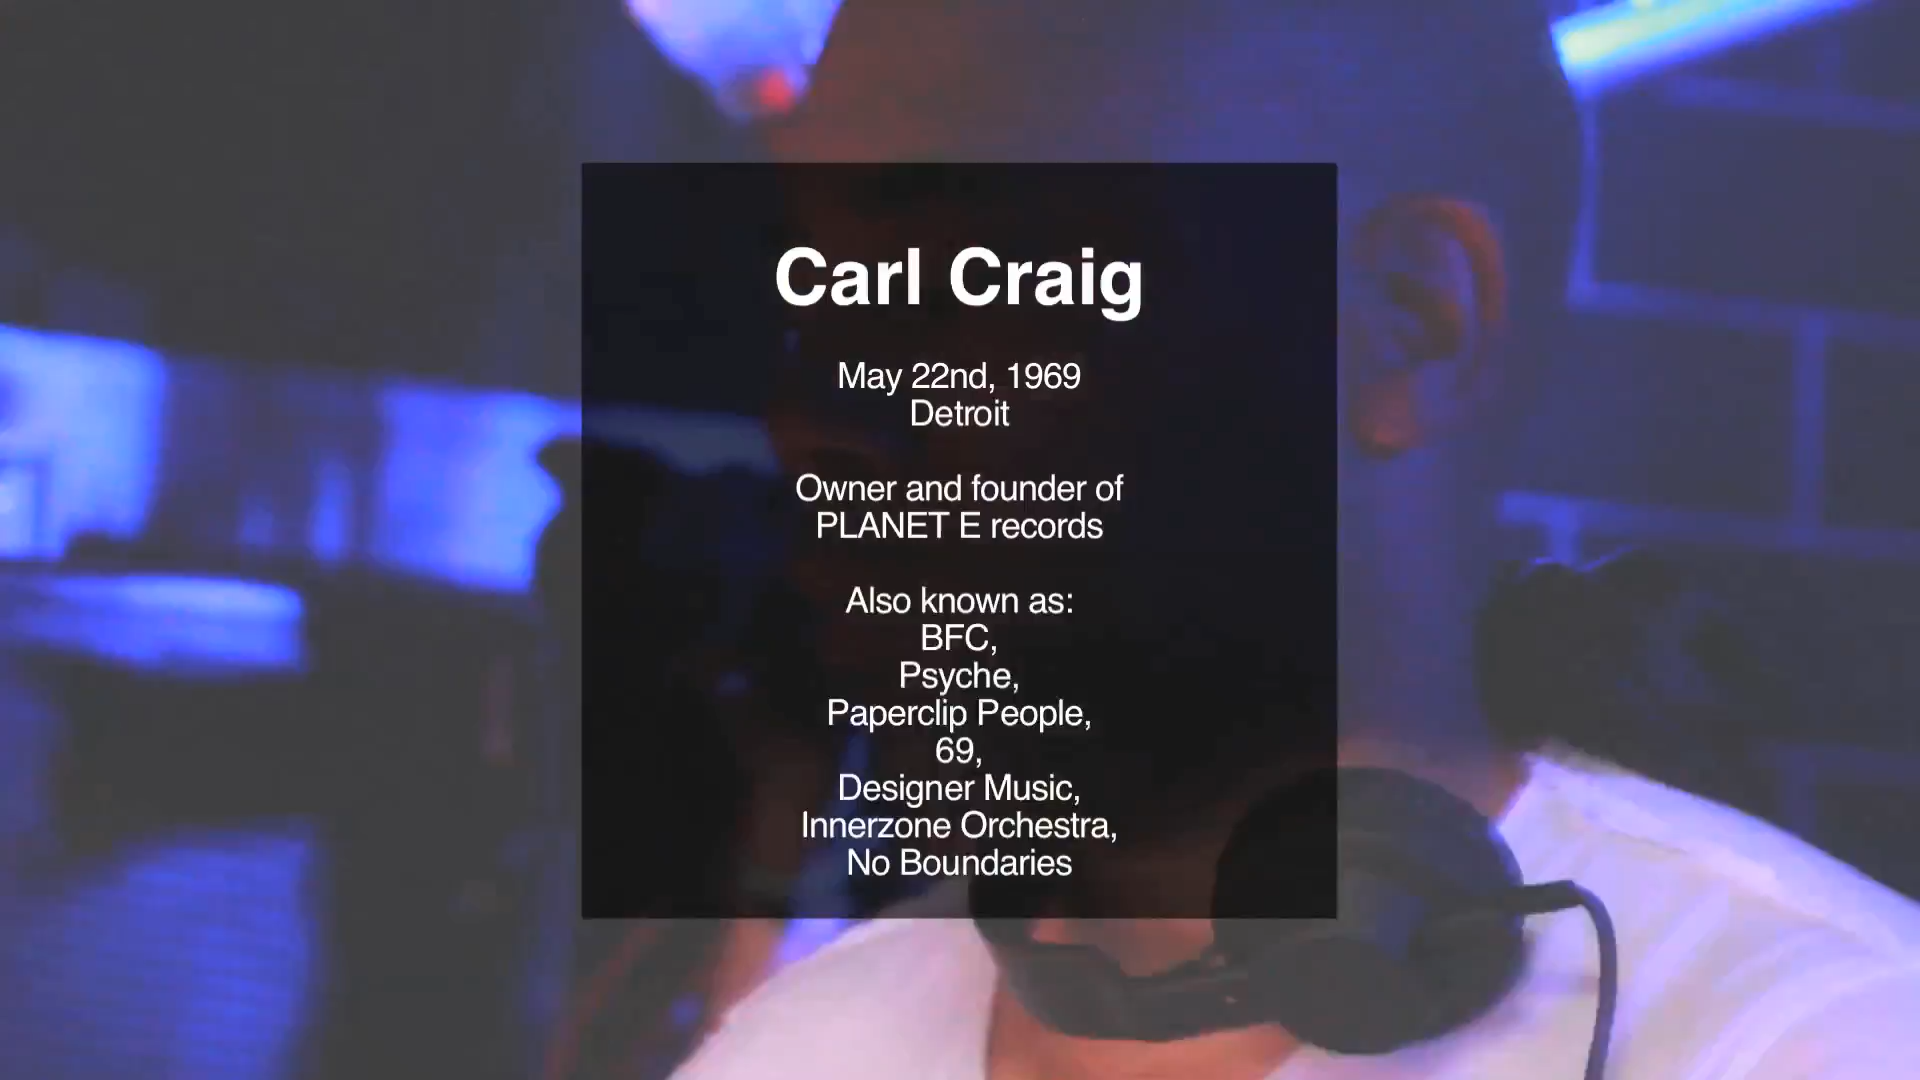 Carl Craig
May 22nd, 1969
Detroit
Owner and founder of
PLANET E records
Also known as:
BFC,
Psyche,
Paperclip People,
69,
Designer Music,
Innerzone Orchestra,
No Boundaries